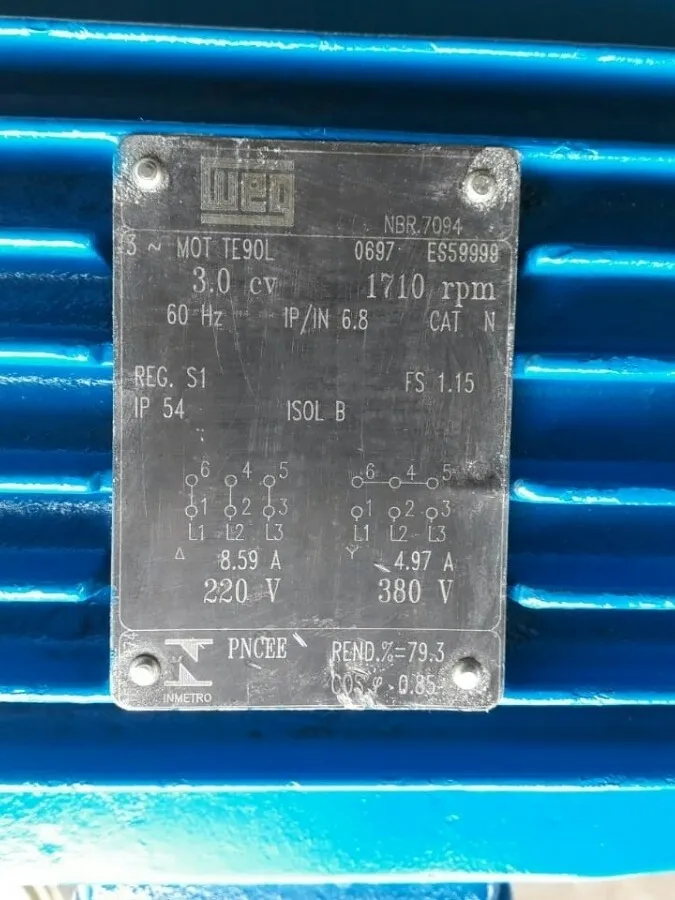 WEG
NBR.7094
3 ~ MOT TE90L 0697 ES59999
3.0 cv 1710 rpm
60 Hz IP/IN 6.8 CAT N
REG. S1 FS 1.15
IP 54 ISOL B
6 4 5 6 4 5
1 2 3 1 2 3
L1 L2 L3 L1 L2 L3
Δ 8.59 A Y 4.97 A
220 V 380 V
PNCEE REND.%=79.3
INMETRO COS φ 0.85